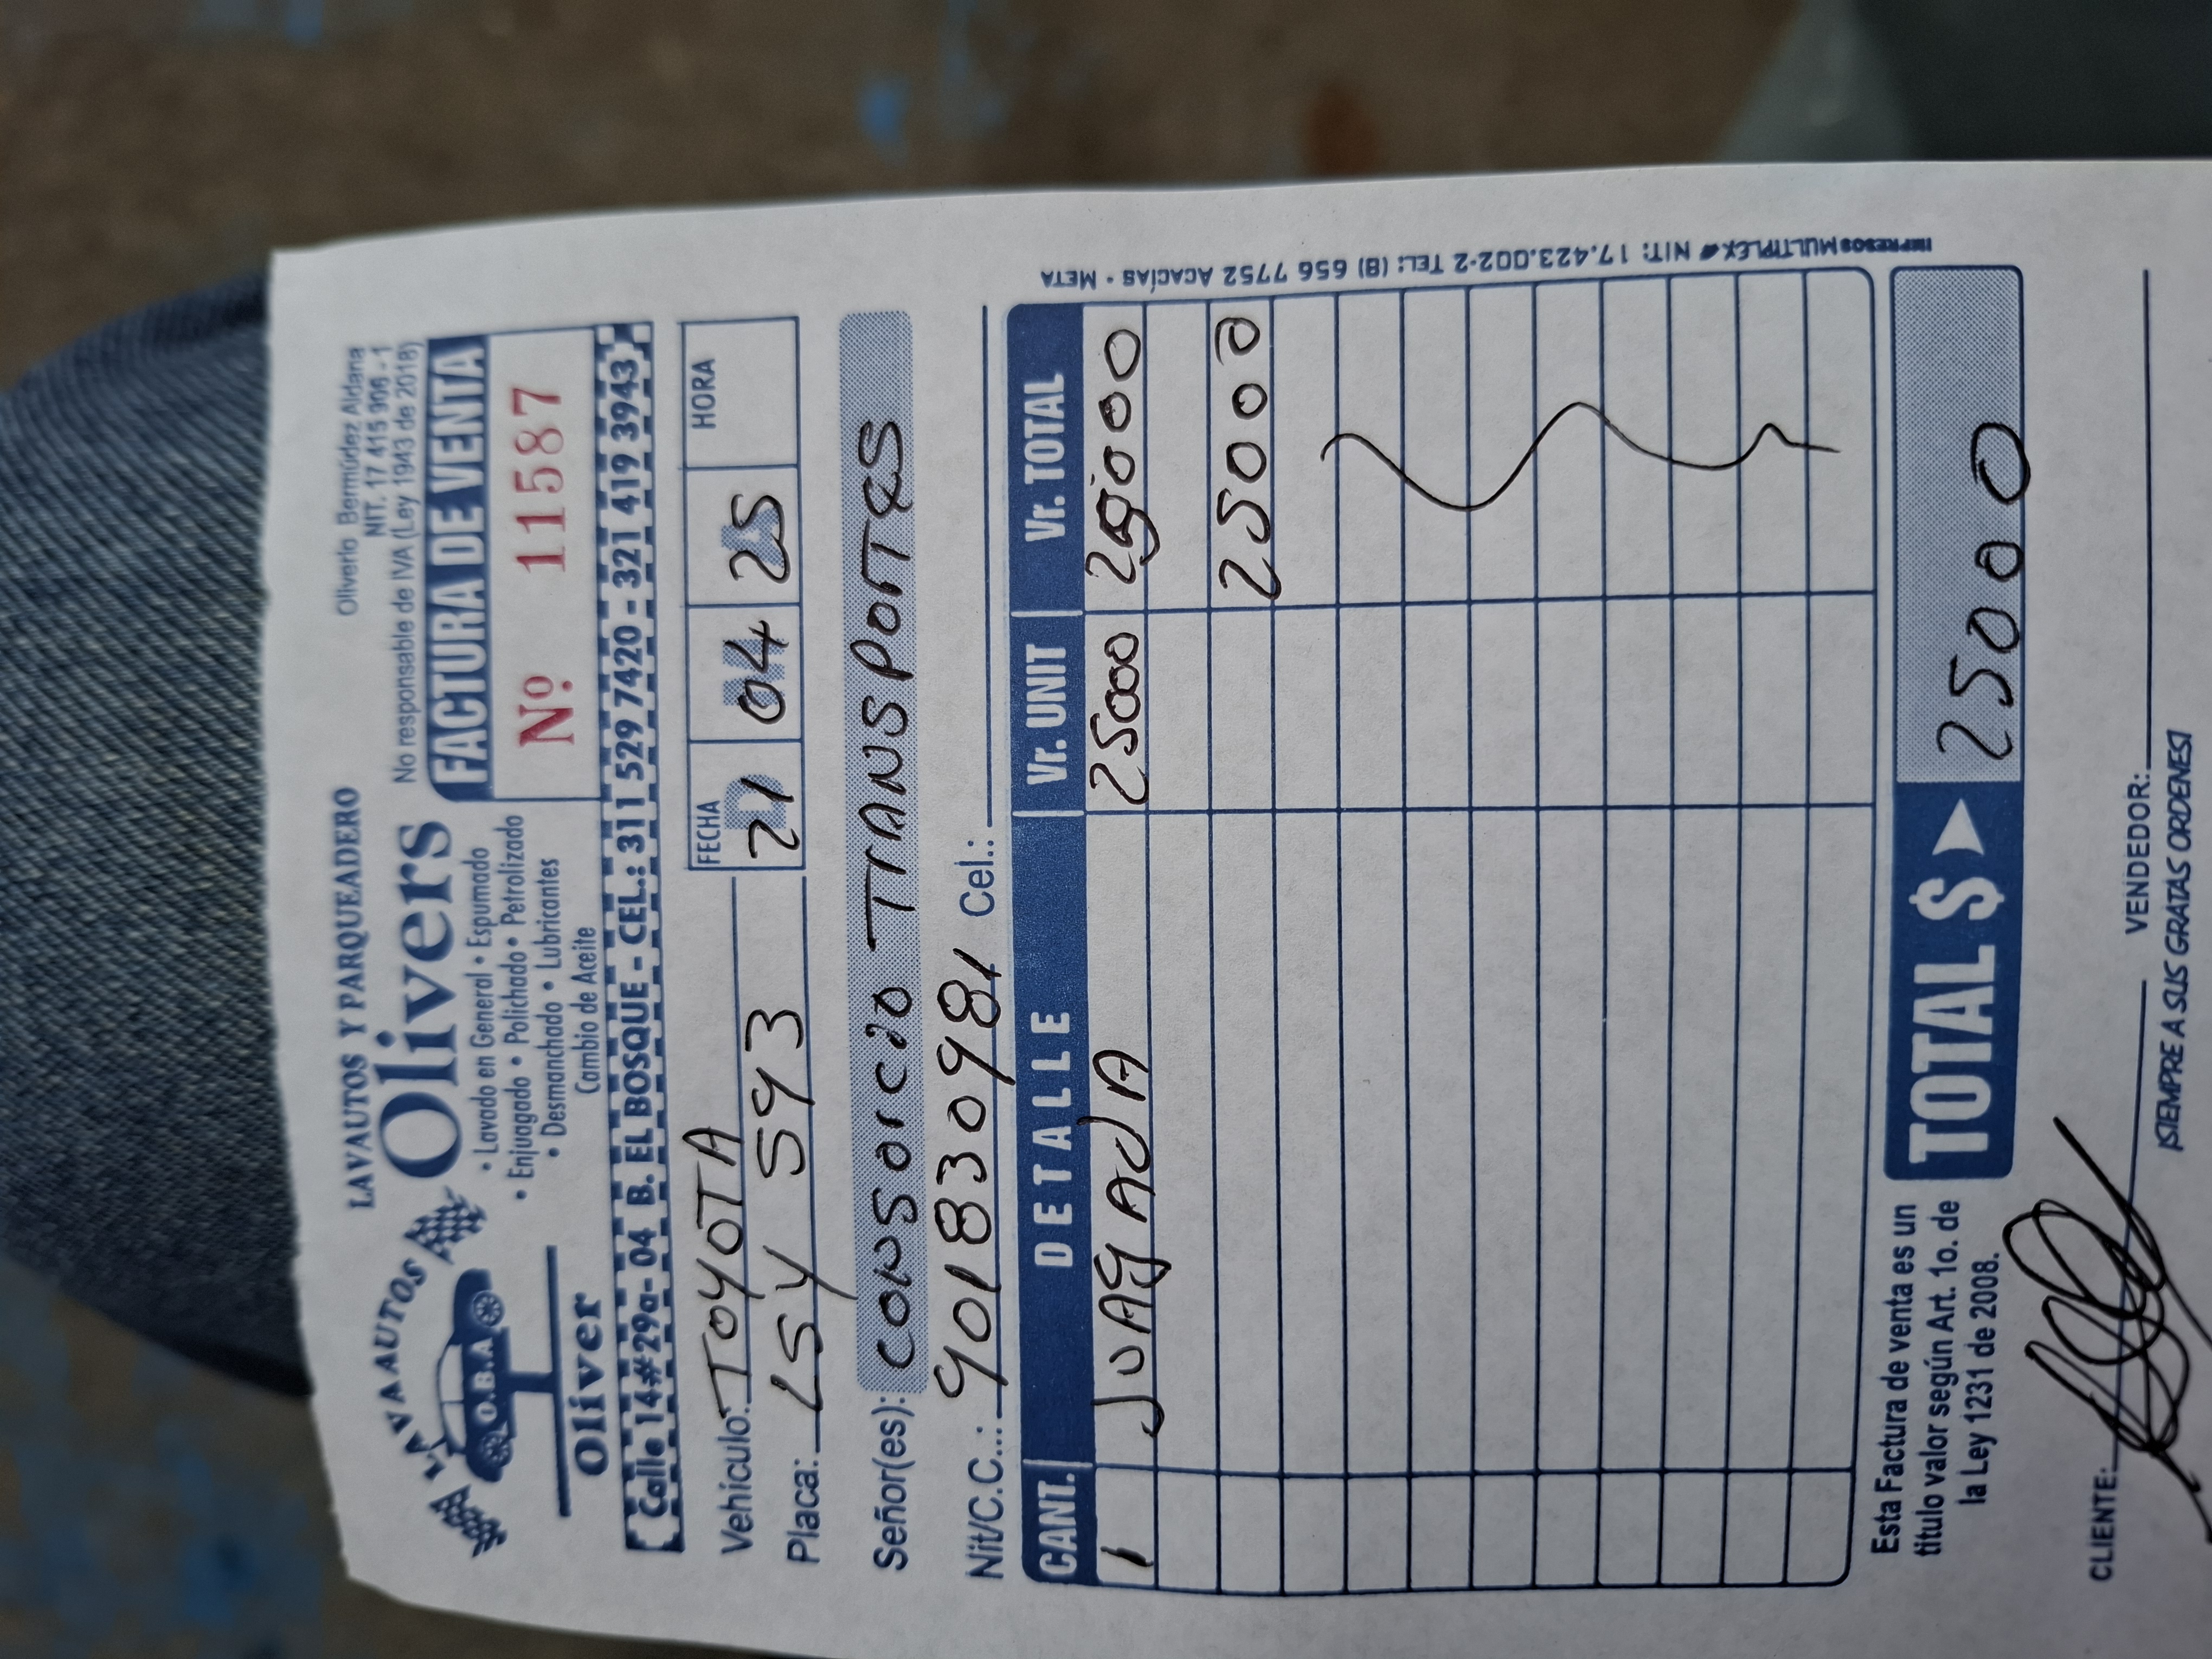 LAVAUTOS Y PARQUEADERO
Olivers
LAVAAUTOS
O.B.A
Oliver
• Lavado en General • Espumado
• Enjuagado • Polichado • Petrolizado
• Desmanchado • Lubricantes
Cambio de Aceite
Oliverio Bermúdez Aldana
NIT. 17 415 906 - 1
No responsable de IVA (Ley 1943 de 2018)
FACTURA DE VENTA
Nº 11587
Calle 14#29a-04 B. EL BOSQUE - CEL.: 311 529 7420 - 321 419 3943
Vehículo: TOYOTA
Placa: LSY 593
FECHA HORA
21 04 25
Señor(es): CONSORCIO TRANSPORTES
Nit/C.C.: 901830981 Cel.:
CANT. DETALLE Vr. UNIT Vr. TOTAL
1 JUAGADA 25000 25000
25000
IMPRESOS MULTIPLEX NIT: 17.423.002-2 TEL: (8) 656 7752 ACACÍAS - META
Esta Factura de venta es un
titulo valor según Art. 1o. de
la Ley 1231 de 2008.
TOTAL $ 25000
CLIENTE: VENDEDOR:
¡SIEMPRE A SUS GRATAS ORDENES!